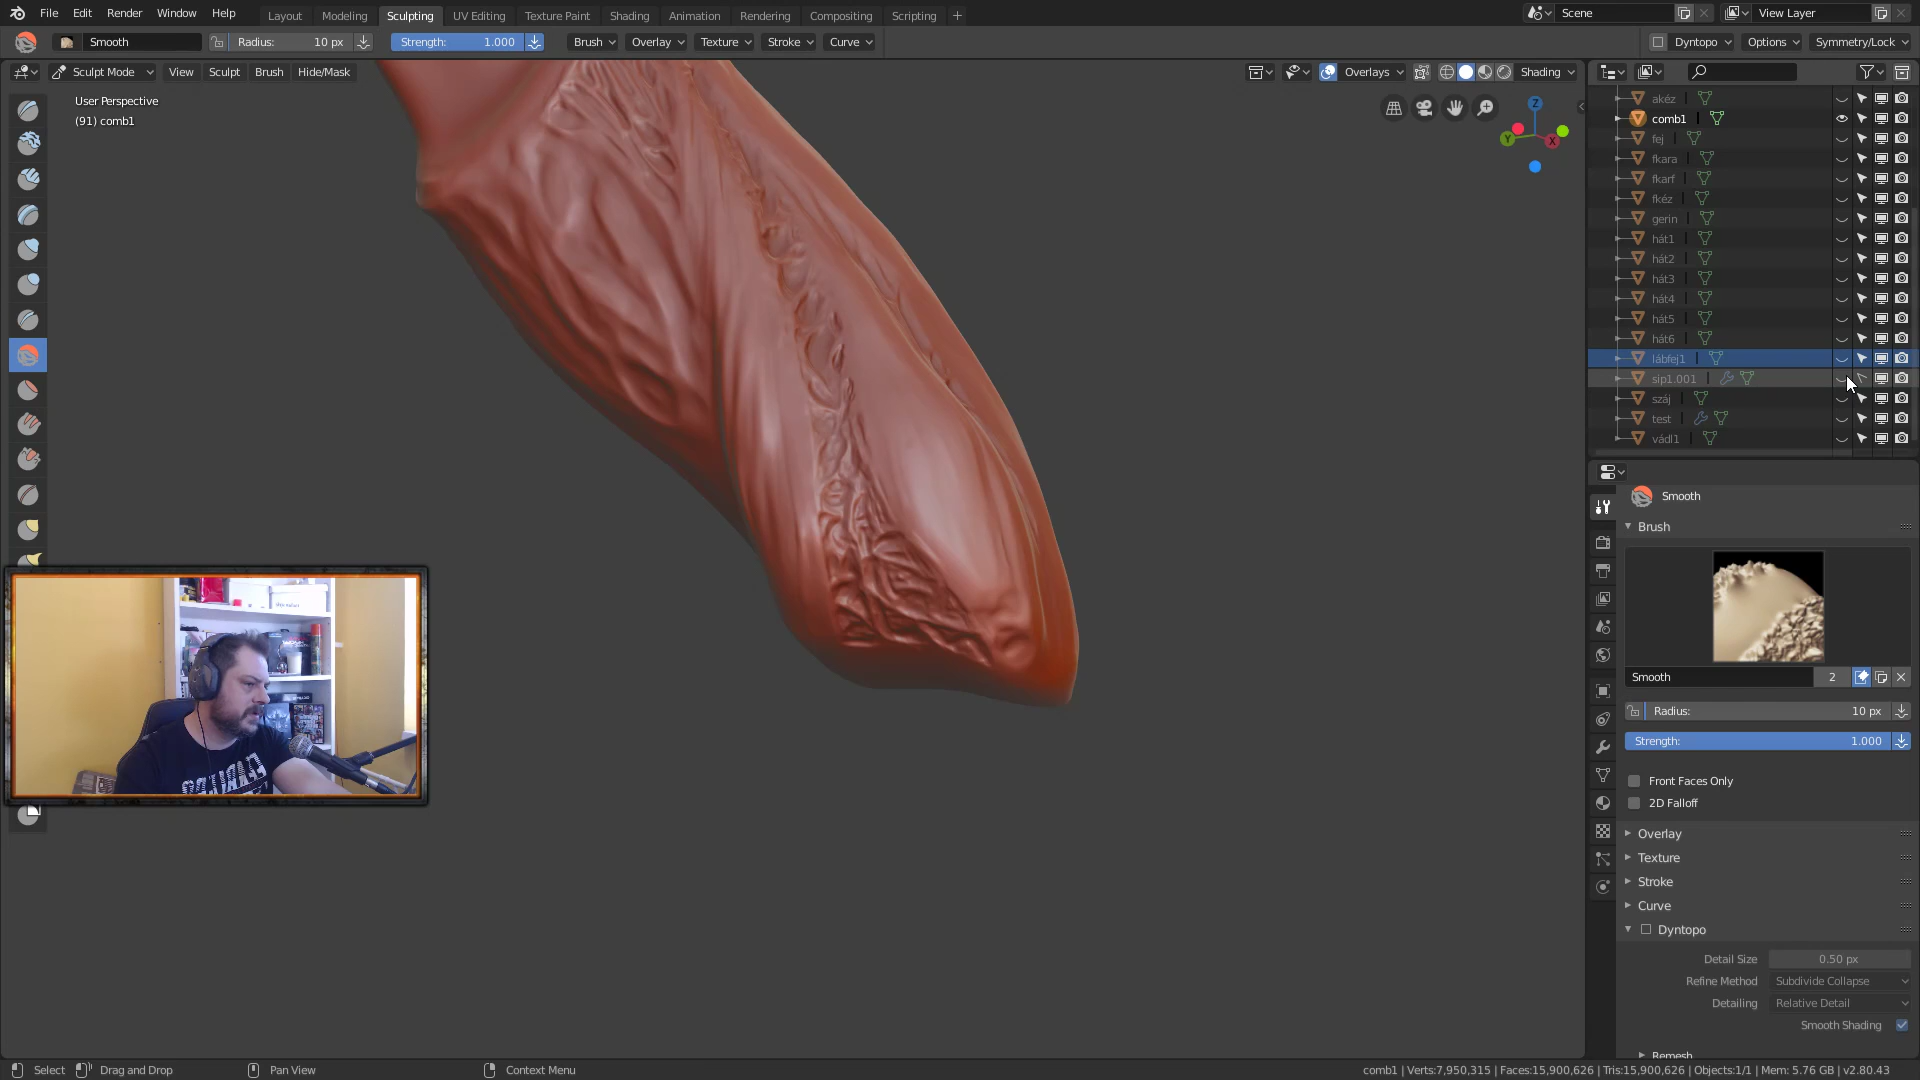 File Edit Render Window Help Layout Modeling Sculpting UV Editing Texture Paint Shading Animation Rendering Compositing Scripting + Scene View Layer
Smooth Radius: 10 px Strength: 1.000 Brush Overlay Texture Stroke Curve Dyntopo Options Symmetry/Lock
Sculpt Mode View Sculpt Brush Hide/Mask Overlays Shading
User Perspective
(91) comb1
Z
Y
X
akéz
comb1
fej
fkara
fkarf
fkéz
gerin
hát1
hát2
hát3
hát4
hát5
hát6
lábfej1
sip1.001
száj
test
vádl1
Smooth
Brush
Smooth 2
Radius: 10 px
Strength: 1.000
Front Faces Only
2D Falloff
Overlay
Texture
Stroke
Curve
Dyntopo
Detail Size 0.50 px
Refine Method Subdivide Collapse
Detailing Relative Detail
Smooth Shading
Remesh
Select Drag and Drop Pan View Context Menu comb1 | Verts:7,950,315 | Faces:15,900,626 | Tris:15,900,626 | Objects:1/1 | Mem: 5.76 GB | v2.80.43